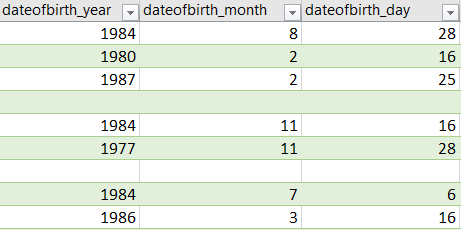 dateofbirth_year dateofbirth_month dateofbirth_day
1984 8 28
1980 2 16
1987 2 25
1984 11 16
1977 11 28
1984 7 6
1986 3 16